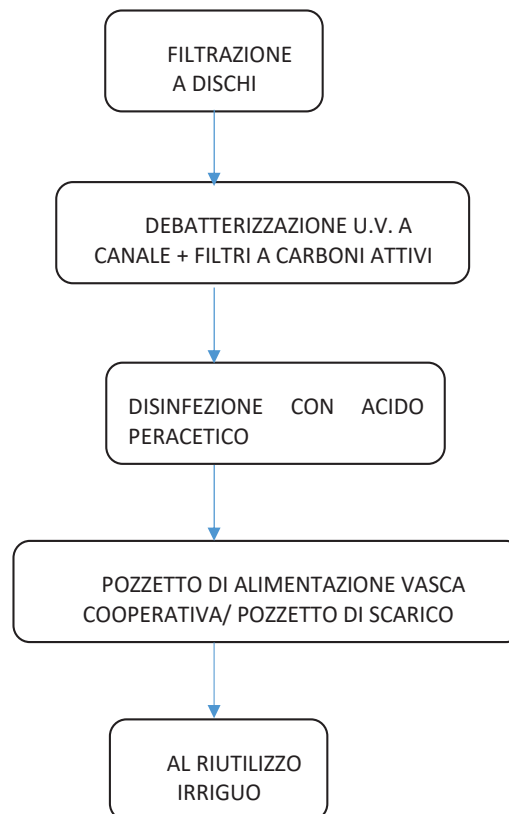 FILTRAZIONE
A DISCHI
DEBATTERIZZAZIONE U.V. A
CANALE + FILTRI A CARBONI ATTIVI
DISINFEZIONE CON ACIDO
PERACETICO
POZZETTO DI ALIMENTAZIONE VASCA
COOPERATIVA/ POZZETTO DI SCARICO
AL RIUTILIZZO
IRRIGUO